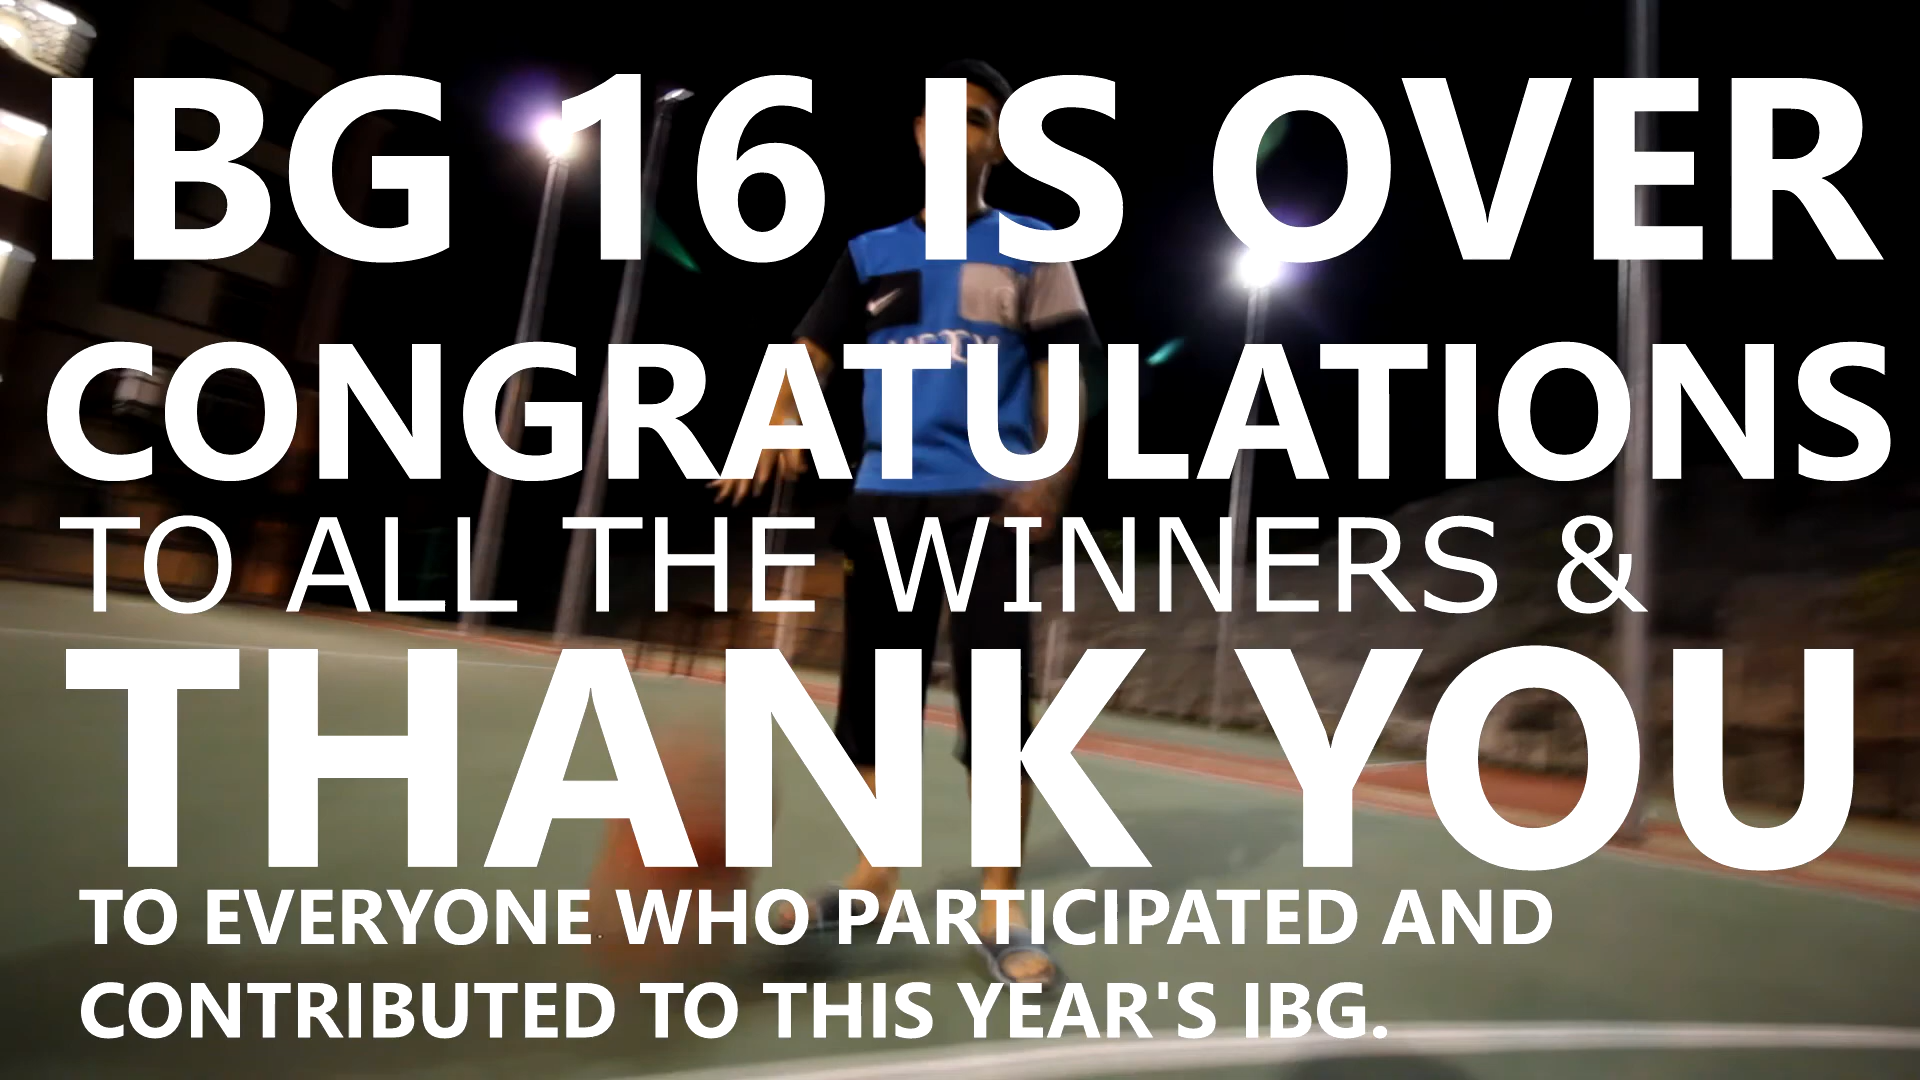 IBG 16 IS OVER
CONGRATULATIONS
TO ALL THE WINNERS &
THANK YOU
TO EVERYONE WHO PARTICIPATED AND
CONTRIBUTED TO THIS YEAR'S IBG.